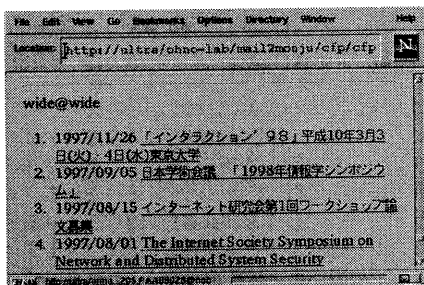 File Edit View Go Bookmarks Options Directory Window Help
Location: http://ultra/ohno-lab/mail2monju/cfp/cfp
N
wide@wide
1. 1997/11/26 「インタラクション'98」平成10年3月3
日(火)、4日(水)東京大学
2. 1997/09/05 日本学術会議 「1998年情報学シンポジウ
ム」
3. 1997/08/15 インターネット研究会第1回ワークショップ論
文募集
4. 1997/08/01 The Internet Society Symposium on
Network and Distributed System Security